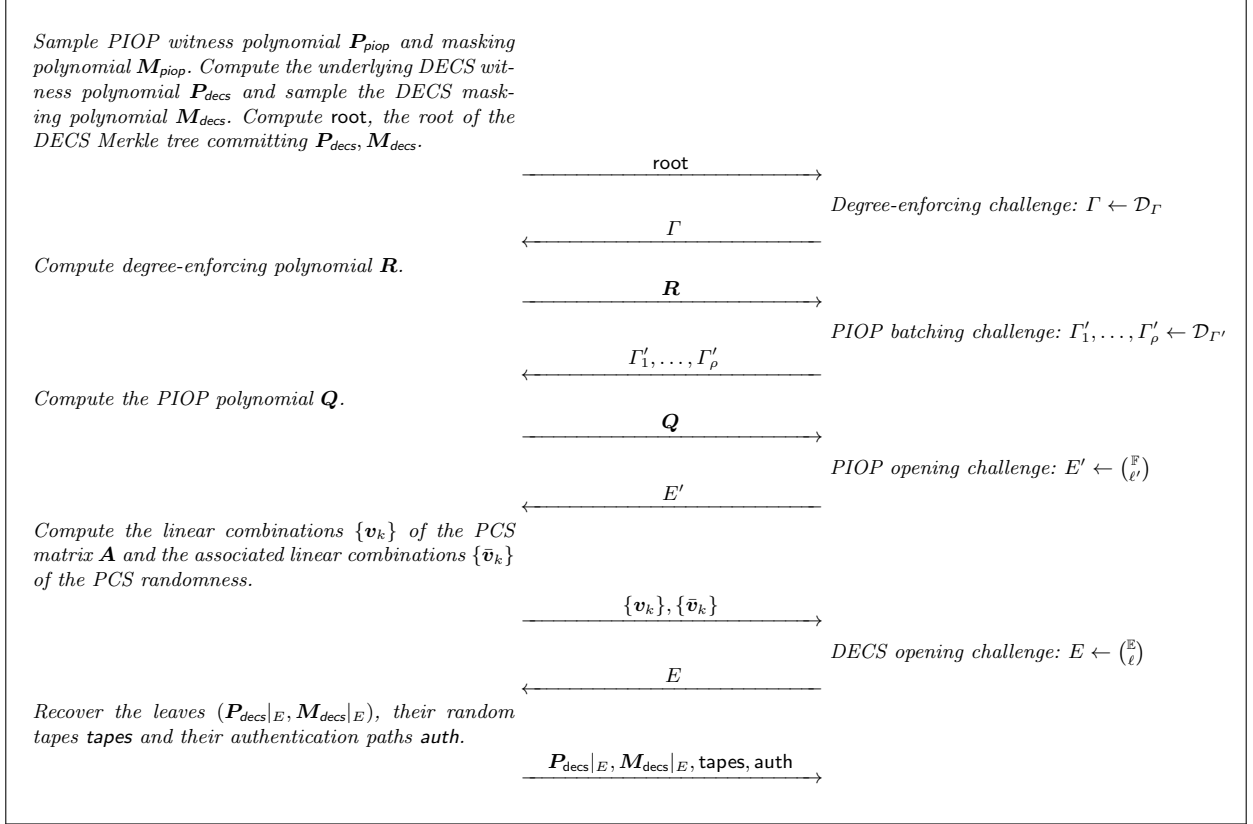 Sample PIOP witness polynomial P_piop and masking
polynomial M_piop. Compute the underlying DECS wit-
ness polynomial P_decs and sample the DECS mask-
ing polynomial M_decs. Compute root, the root of the
DECS Merkle tree committing P_decs, M_decs.
root
Degree-enforcing challenge: Γ ← 𝒟_Γ
Γ
Compute degree-enforcing polynomial R.
R
PIOP batching challenge: Γ′_1, . . . , Γ′_ρ ← 𝒟_Γ′
Γ′_1, . . . , Γ′_ρ
Compute the PIOP polynomial Q.
Q
PIOP opening challenge: E′ ← (𝔽 ℓ′)
E′
Compute the linear combinations {v_k} of the PCS
matrix A and the associated linear combinations {v̄_k}
of the PCS randomness.
{v_k}, {v̄_k}
DECS opening challenge: E ← (𝔼 ℓ)
E
Recover the leaves (P_decs|_E, M_decs|_E), their random
tapes tapes and their authentication paths auth.
P_decs|_E, M_decs|_E, tapes, auth